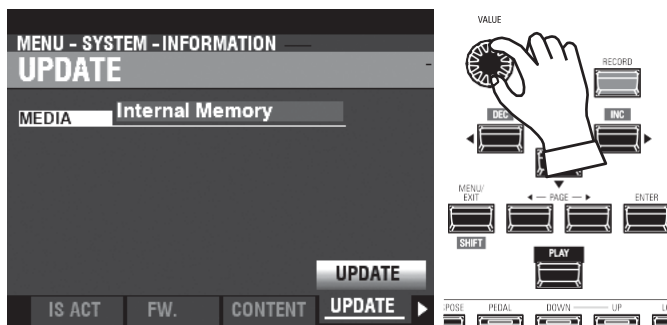 MENU - SYSTEM - INFORMATION
UPDATE
MEDIA Internal Memory
UPDATE
IS ACT FW. CONTENT UPDATE
VALUE
RECORD
DEC INC
MENU/
EXIT
PAGE
ENTER
SHIFT
PLAY
PEDAL DOWN UP